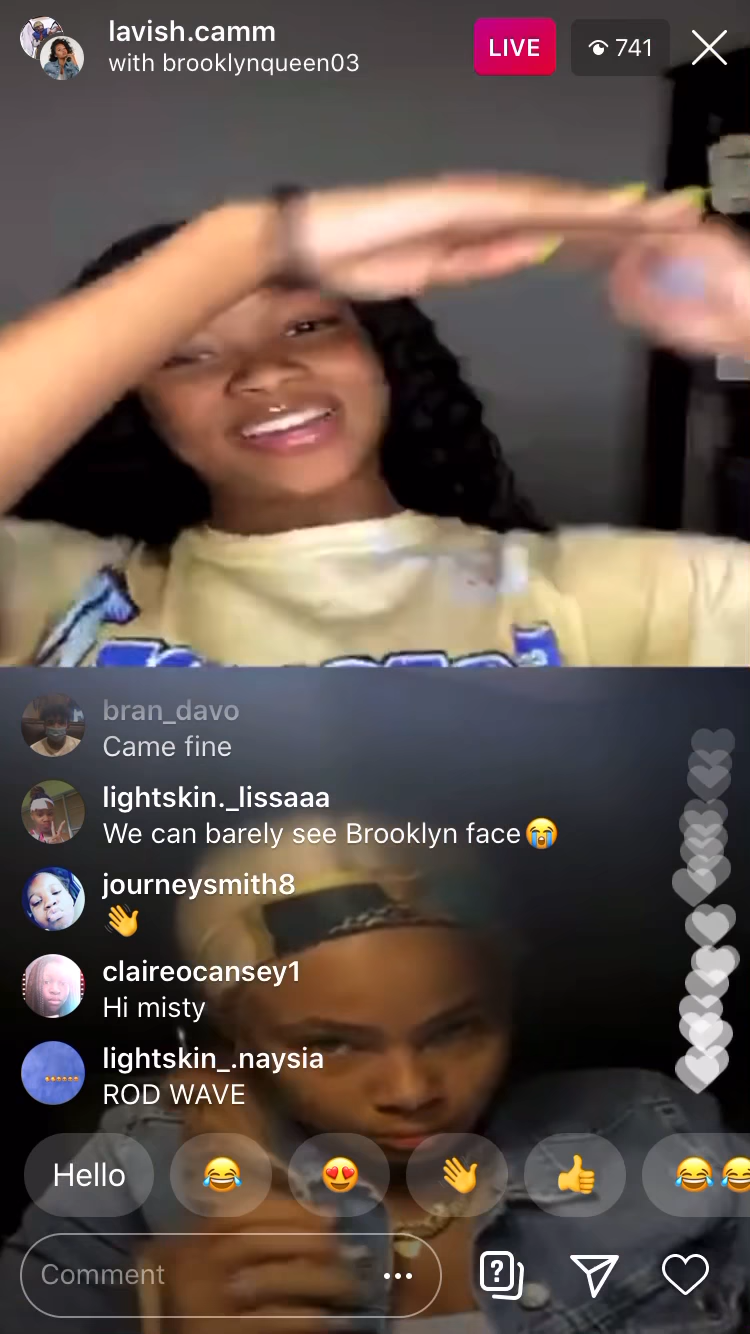 lavish.camm
with brooklynqueen03
LIVE
741
bran_davo
Came fine
lightskin._lissaaa
We can barely see Brooklyn face😭
journeysmith8
👋
claireocansey1
Hi misty
lightskin_.naysia
ROD WAVE
Hello 😂 😍 👋 👍 😂😂
Comment